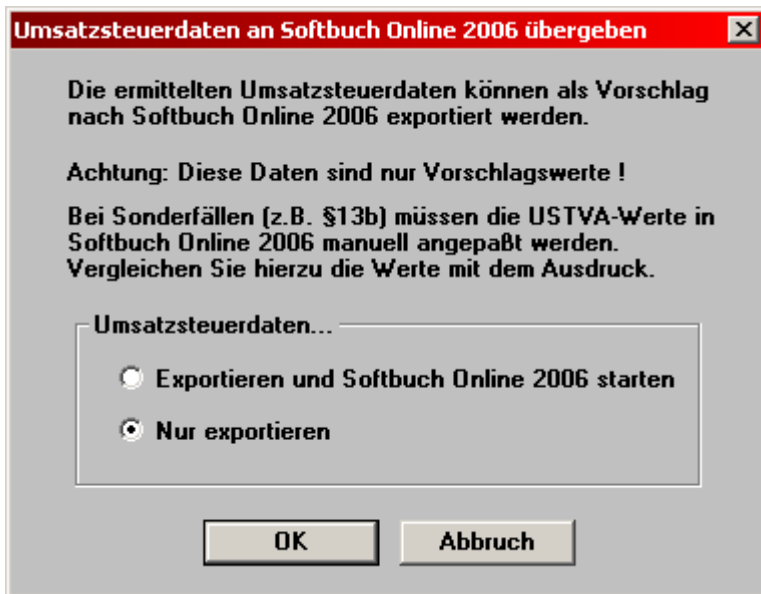 Umsatzsteuerdaten an Softbuch Online 2006 übergeben
Die ermittelten Umsatzsteuerdaten können als Vorschlag
nach Softbuch Online 2006 exportiert werden.
Achtung: Diese Daten sind nur Vorschlagswerte !
Bei Sonderfällen (z.B. §13b) müssen die USTVA-Werte in
Softbuch Online 2006 manuell angepaßt werden.
Vergleichen Sie hierzu die Werte mit dem Ausdruck.
Umsatzsteuerdaten...
Exportieren und Softbuch Online 2006 starten
Nur exportieren
OK Abbruch